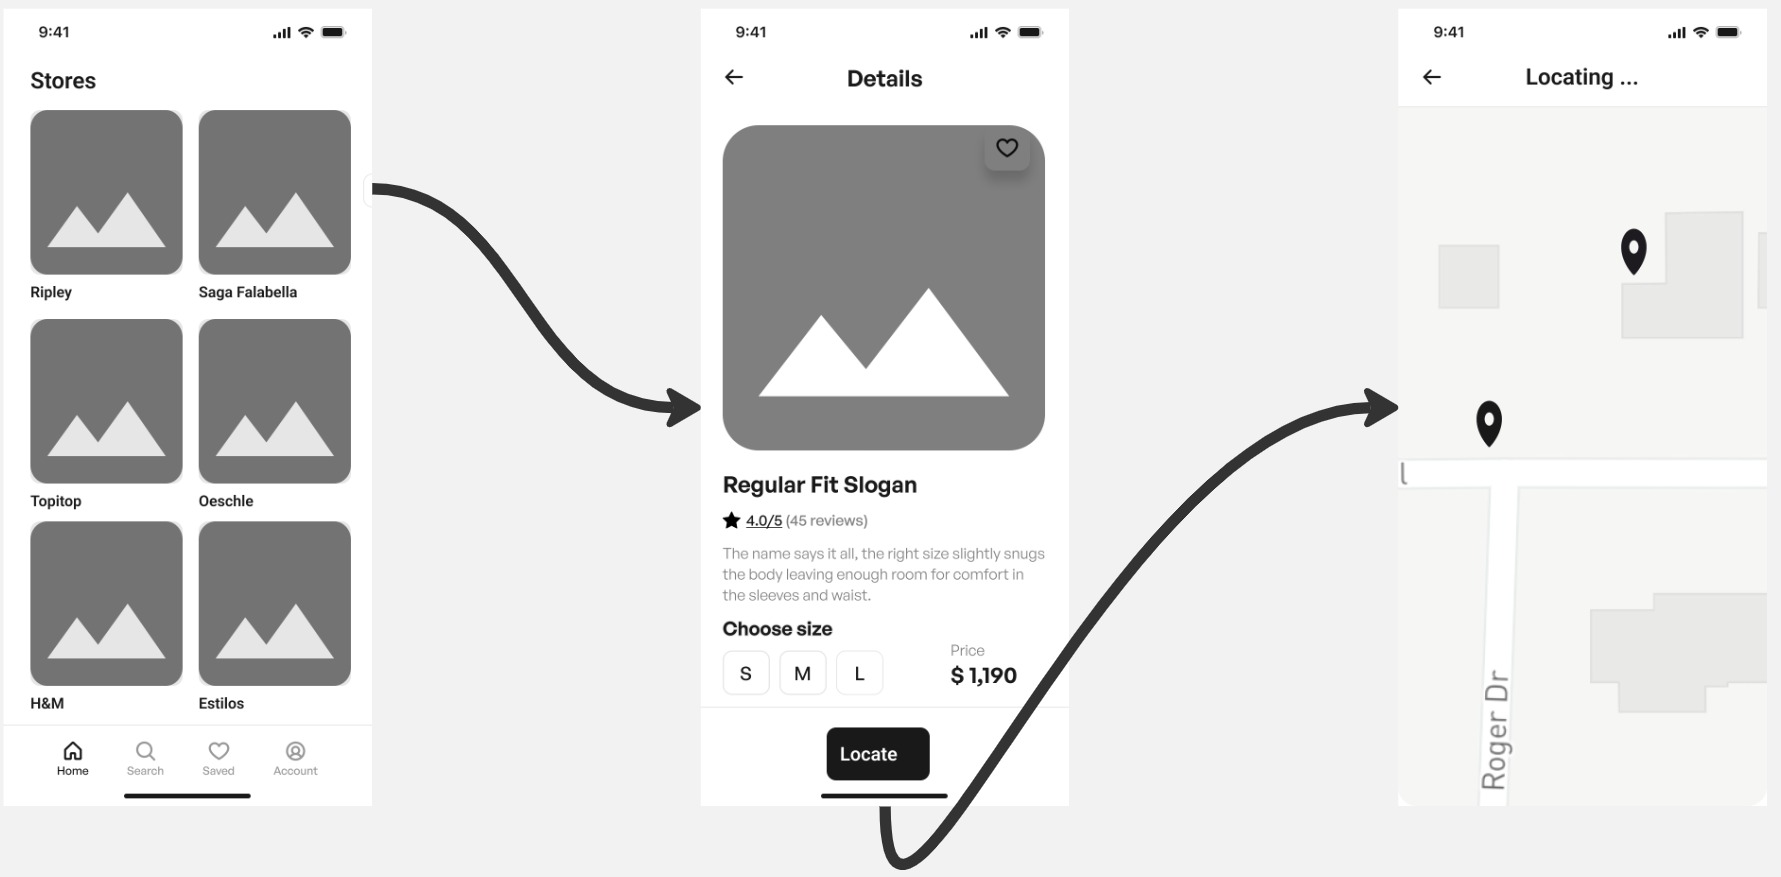 9:41
Stores
Ripley
Saga Falabella
Topitop
Oeschle
H&M
Estilos
Home
Search
Saved
Account
9:41
Details
Regular Fit Slogan
4.0/5 (45 reviews)
The name says it all, the right size slightly snugs
the body leaving enough room for comfort in
the sleeves and waist.
Choose size
S
M
L
Price
$ 1,190
Locate
9:41
Locating ...
l
Roger Dr